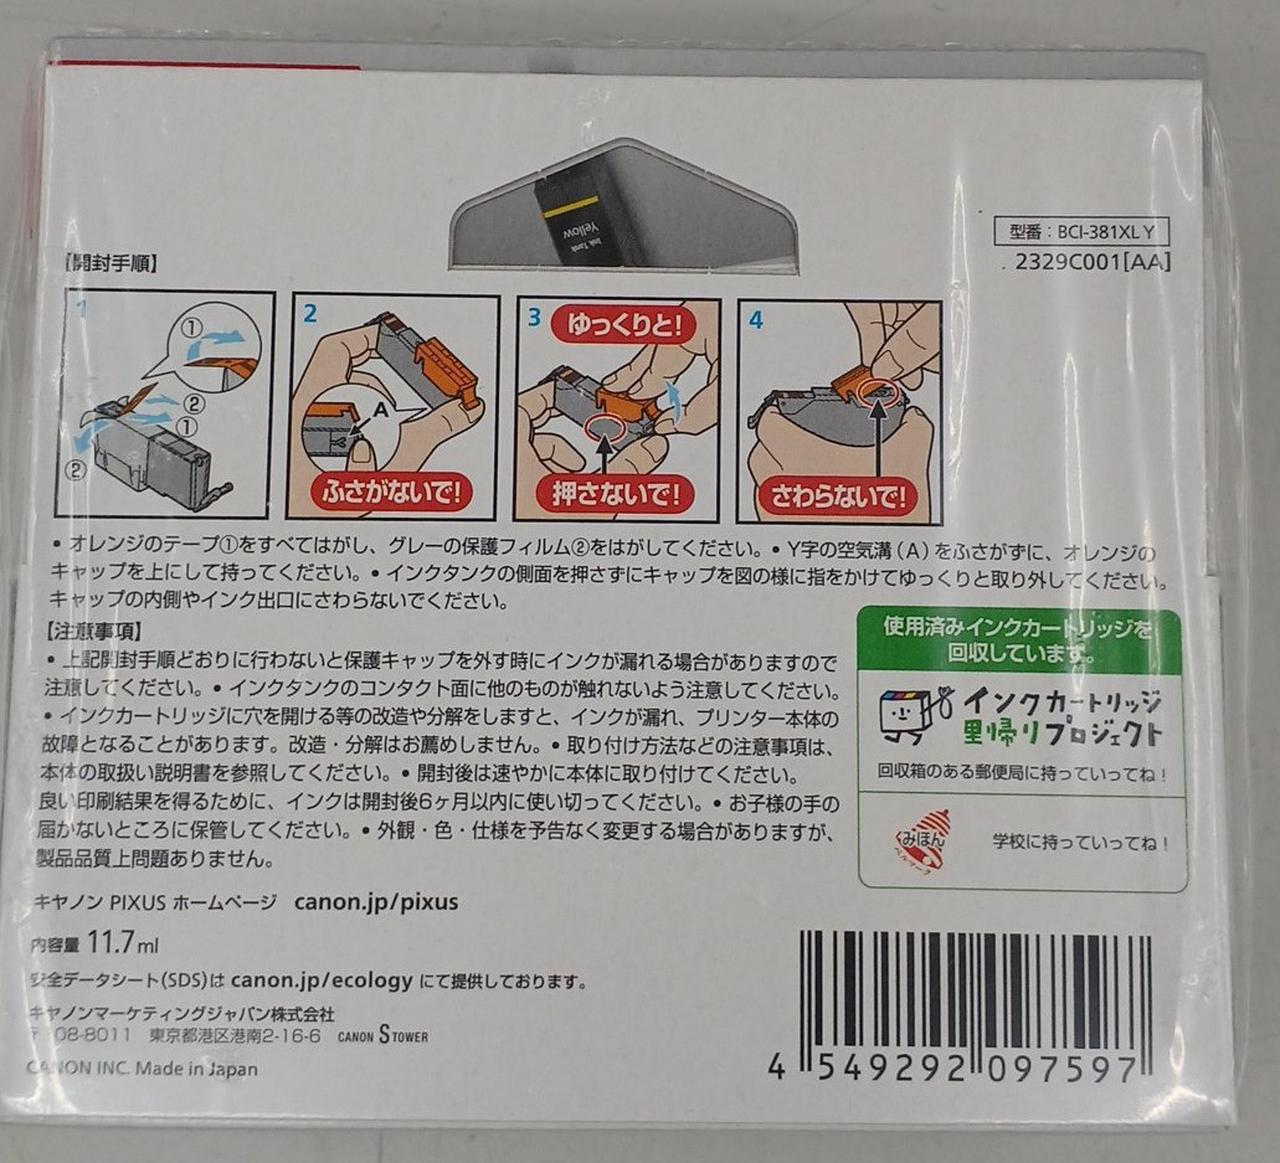 Yellow
Ink Tank
型番：BCI-381XL Y
2329C001[AA]
【開封手順】
1
①
②
①
②
2
A
ふさがないで!
3
ゆっくりと!
押さないで!
4
さわらないで!
• オレンジのテープ①をすべてはがし、グレーの保護フィルム②をはがしてください。• Y字の空気溝（A）をふさがずに、オレンジの
キャップを上にして持ってください。• インクタンクの側面を押さずにキャップを図の様に指をかけてゆっくりと取り外してください。
キャップの内側やインク出口にさわらないでください。
【注意事項】
• 上記開封手順どおりに行わないと保護キャップを外す時にインクが漏れる場合がありますので
注意してください。• インクタンクのコンタクト面に他のものが触れないよう注意してください。
• インクカートリッジに穴を開ける等の改造や分解をしますと、インクが漏れ、プリンター本体の
故障となることがあります。改造・分解はお薦めしません。• 取り付け方法などの注意事項は、
本体の取扱い説明書を参照してください。• 開封後は速やかに本体に取り付けてください。
良い印刷結果を得るために、インクは開封後6ヶ月以内に使い切ってください。• お子様の手の
届かないところに保管してください。• 外観・色・仕様を予告なく変更する場合がありますが、
製品品質上問題ありません。
使用済みインクカートリッジを
回収しています。
インクカートリッジ
里帰りプロジェクト
回収箱のある郵便局に持っていってね!
くみほん
ベルマーク
学校に持っていってね!
キヤノン PIXUS ホームページ canon.jp/pixus
内容量 11.7ml
安全データシート(SDS)は canon.jp/ecology にて提供しております。
キヤノンマーケティングジャパン株式会社
〒108-8011 東京都港区港南2-16-6 CANON S TOWER
CANON INC. Made in Japan
4 549292 097597